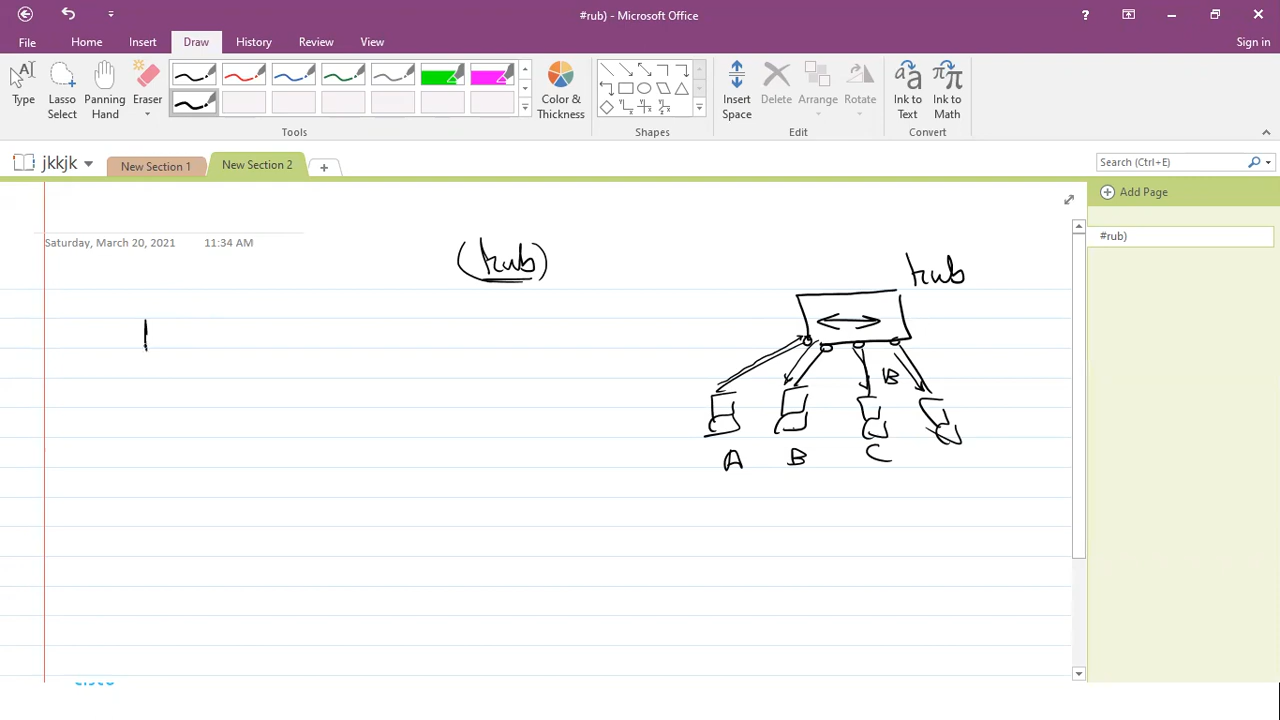 #rub) - Microsoft Office
?
File Home Insert Draw History Review View
Sign in
Type
Lasso Select
Panning Hand
Eraser
Color & Thickness
Insert Space
Delete
Arrange
Rotate
Ink to Text
Ink to Math
Tools
Shapes
Edit
Convert
jkkjk
New Section 1
New Section 2
Search (Ctrl+E)
Add Page
#rub)
Saturday, March 20, 2021 11:34 AM
(hub)
hub
B
A B C